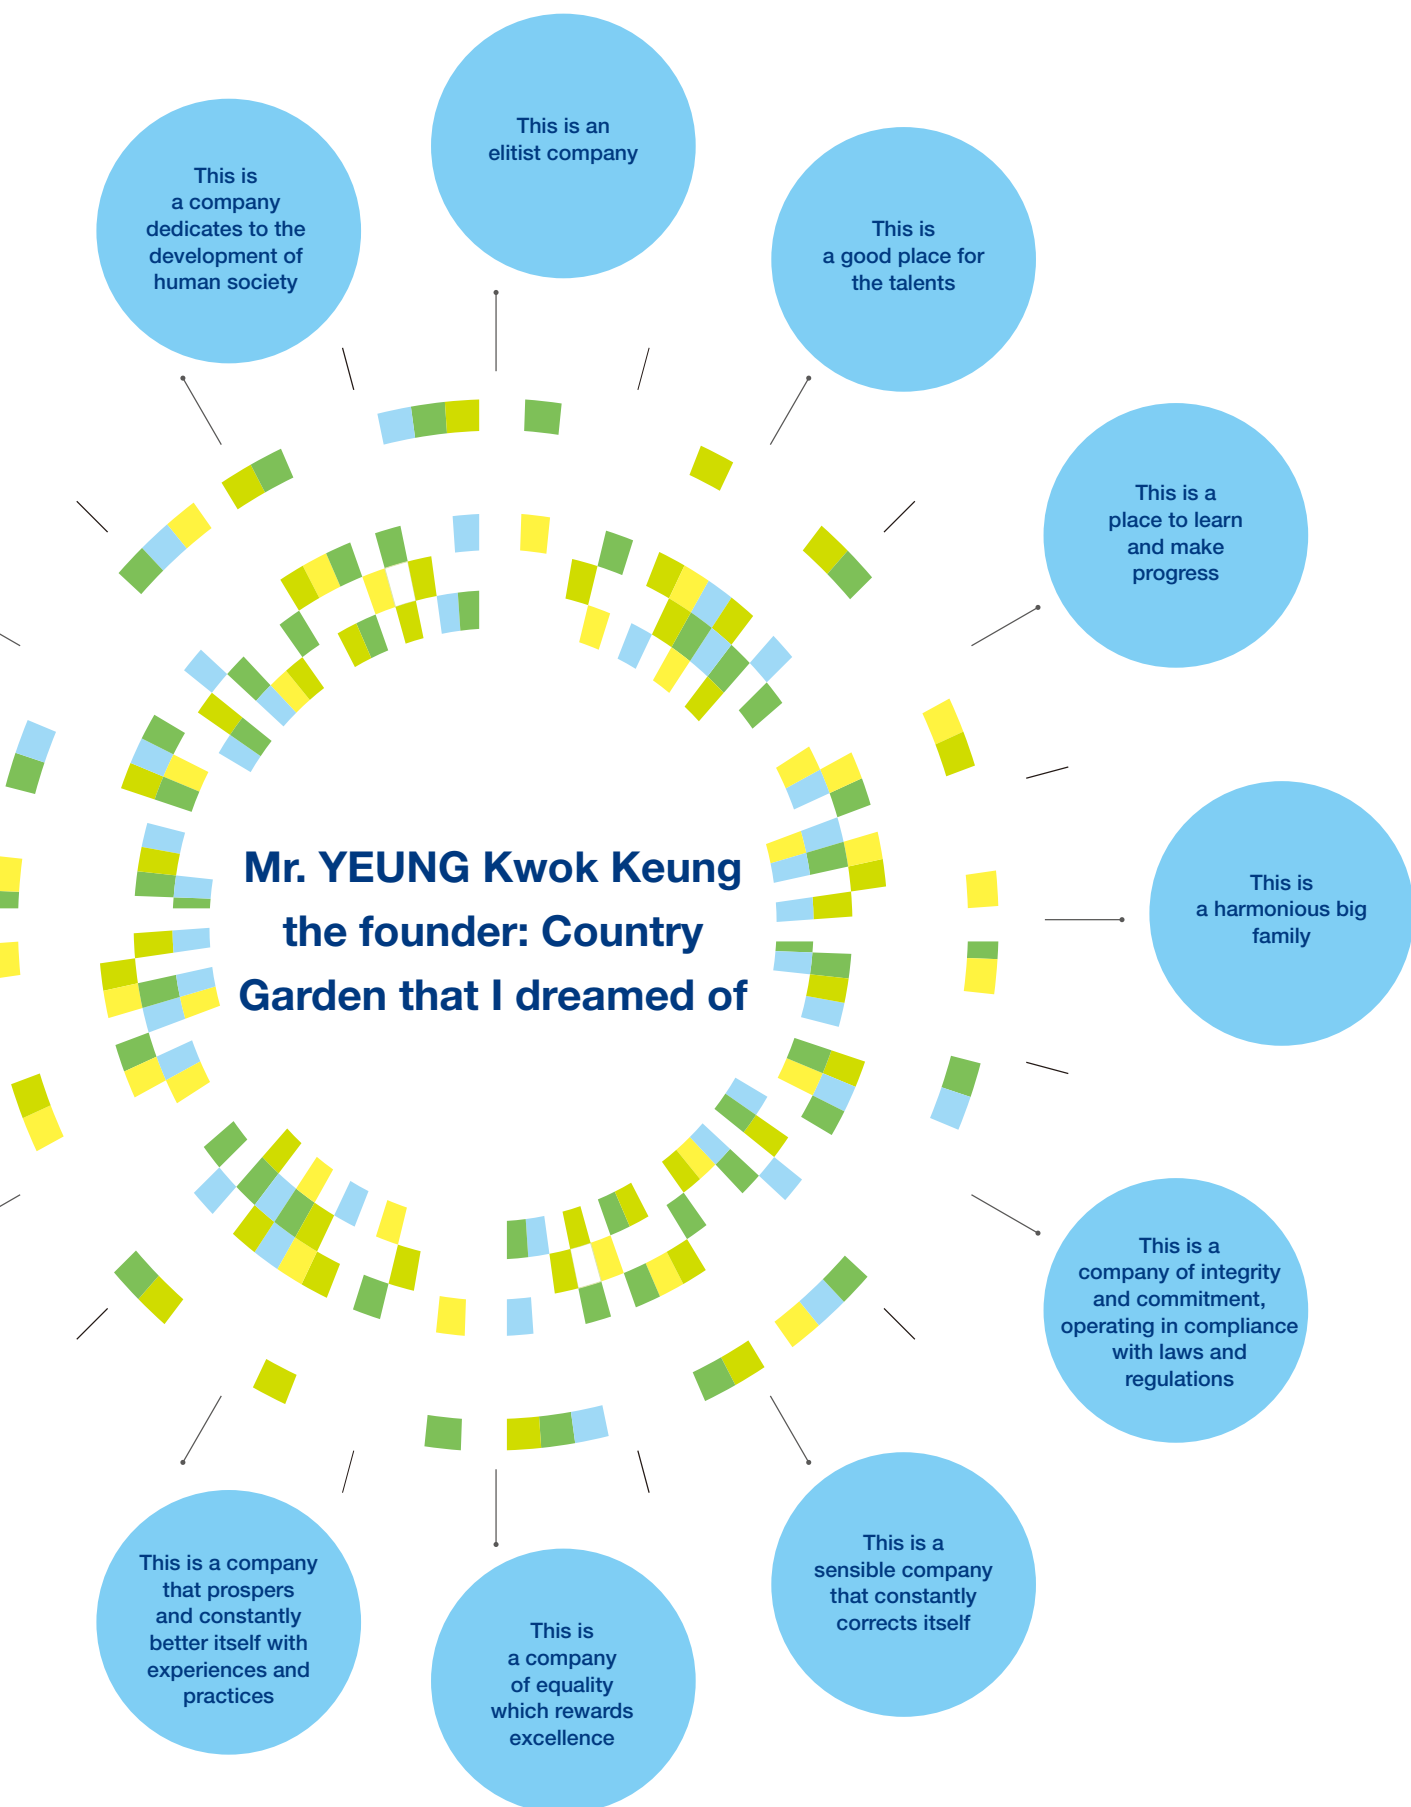 This is an
elitist company
This is
a company
dedicates to the
development of
human society
This is
a good place for
the talents
This is a
place to learn
and make
progress
Mr. YEUNG Kwok Keung
the founder: Country
Garden that I dreamed of
This is
a harmonious big
family
This is a
company of integrity
and commitment,
operating in compliance
with laws and
regulations
This is a
sensible company
that constantly
corrects itself
This is a company
that prospers
and constantly
better itself with
experiences and
practices
This is
a company
of equality
which rewards
excellence